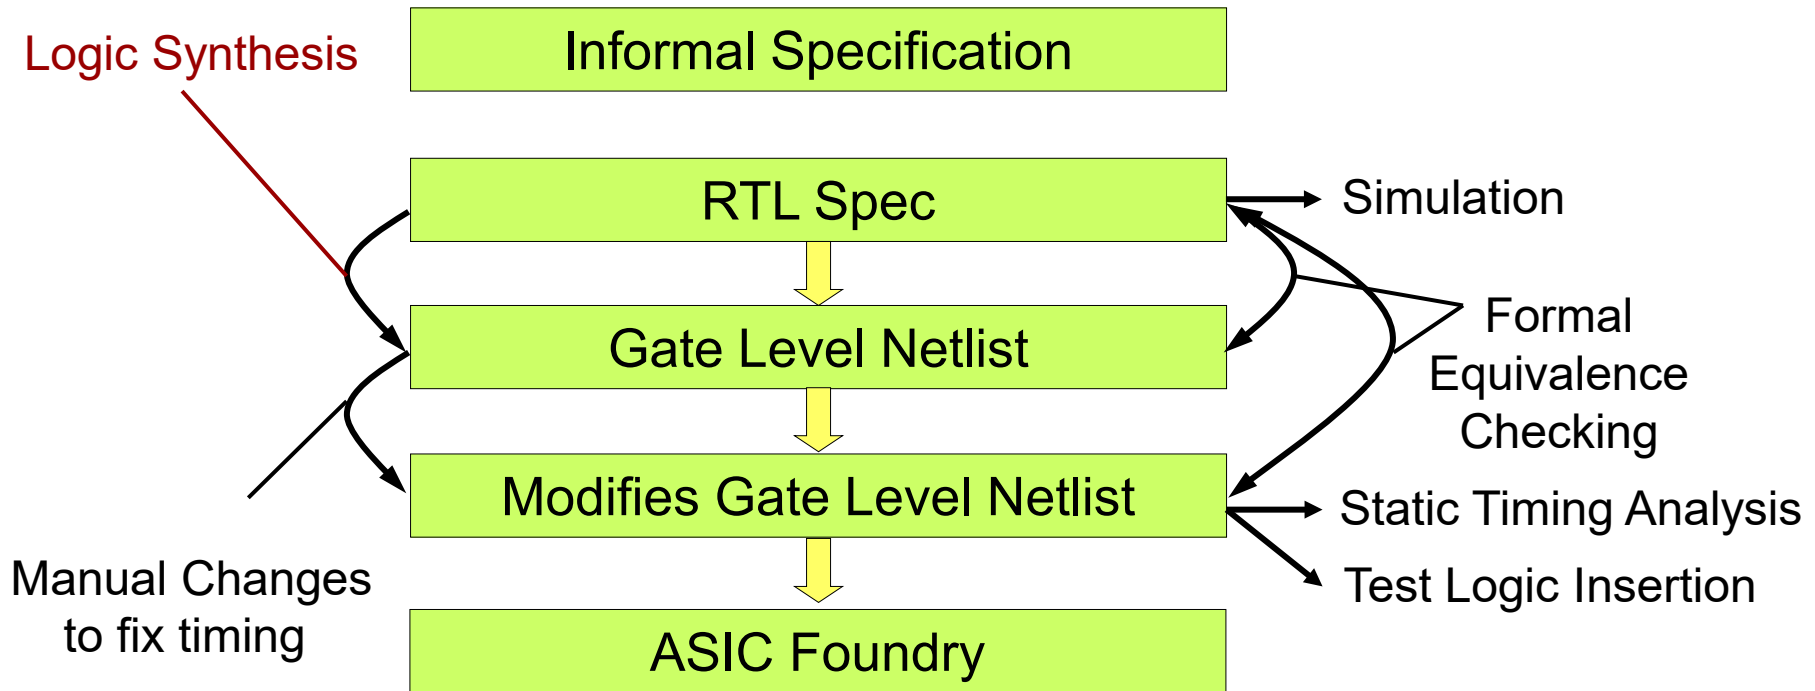 Logic Synthesis
Informal Specification
RTL Spec
Simulation
Gate Level Netlist
Formal
Equivalence
Checking
Modifies Gate Level Netlist
Static Timing Analysis
Test Logic Insertion
Manual Changes
to fix timing
ASIC Foundry